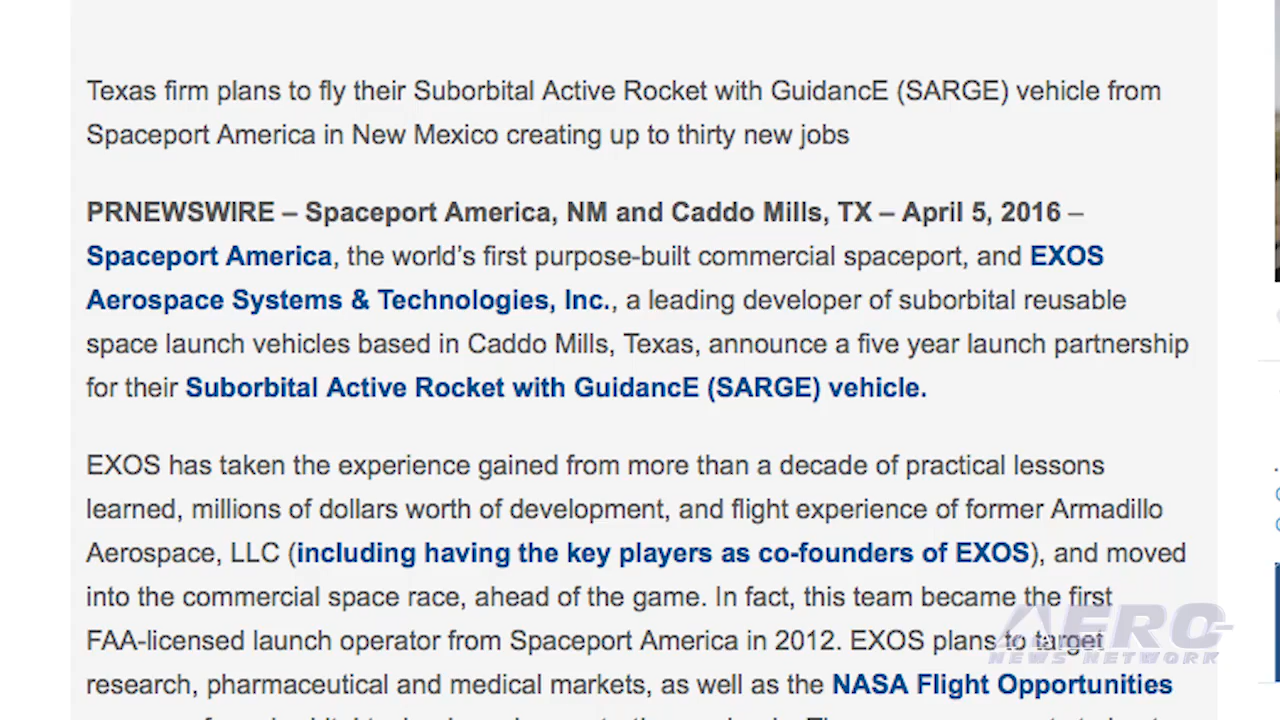 Texas firm plans to fly their Suborbital Active Rocket with GuidancE (SARGE) vehicle from
Spaceport America in New Mexico creating up to thirty new jobs
PRNEWSWIRE – Spaceport America, NM and Caddo Mills, TX – April 5, 2016 –
Spaceport America, the world's first purpose-built commercial spaceport, and EXOS
Aerospace Systems & Technologies, Inc., a leading developer of suborbital reusable
space launch vehicles based in Caddo Mills, Texas, announce a five year launch partnership
for their Suborbital Active Rocket with GuidancE (SARGE) vehicle.
EXOS has taken the experience gained from more than a decade of practical lessons
learned, millions of dollars worth of development, and flight experience of former Armadillo
Aerospace, LLC (including having the key players as co-founders of EXOS), and moved
into the commercial space race, ahead of the game. In fact, this team became the first
FAA-licensed launch operator from Spaceport America in 2012. EXOS plans to target
research, pharmaceutical and medical markets, as well as the NASA Flight Opportunities
AERO
NEWS NETWORK